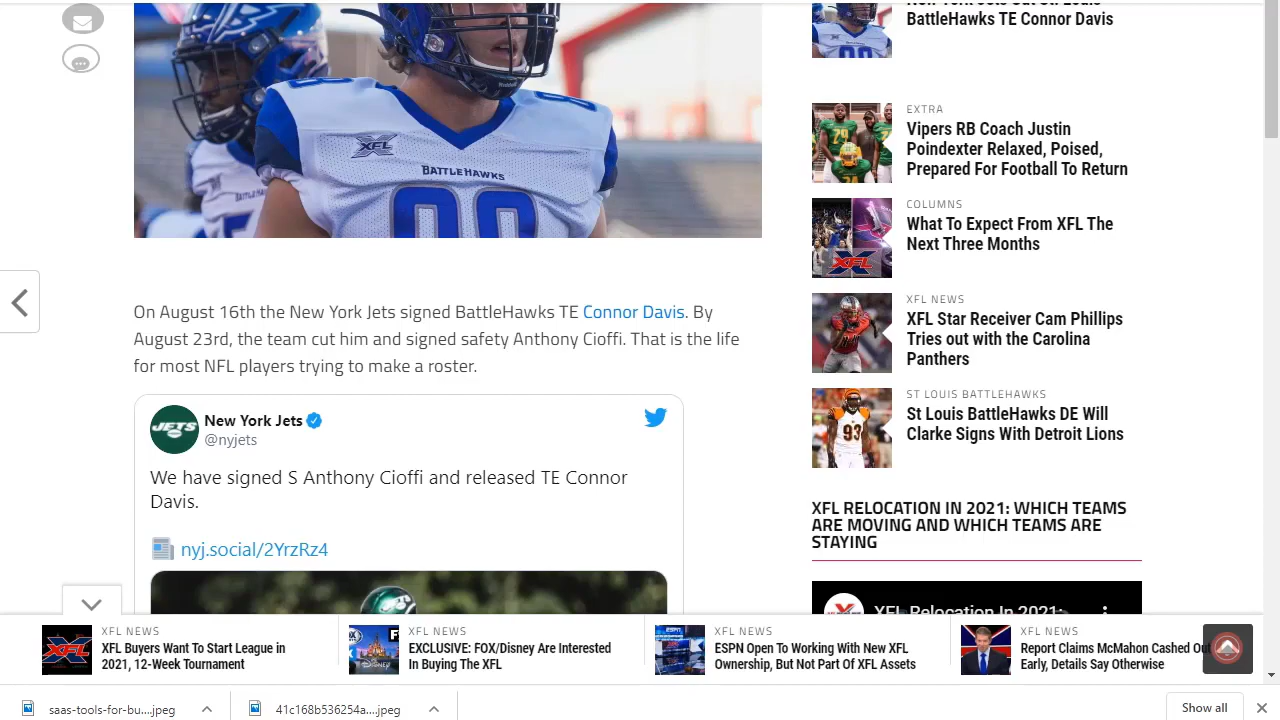 XFL
BATTLEHAWKS
On August 16th the New York Jets signed BattleHawks TE Connor Davis. By
August 23rd, the team cut him and signed safety Anthony Cioffi. That is the life
for most NFL players trying to make a roster.
JETS
New York Jets
@nyjets
We have signed S Anthony Cioffi and released TE Connor
Davis.
nyj.social/2YrzRz4
BattleHawks TE Connor Davis
EXTRA
Vipers RB Coach Justin
Poindexter Relaxed, Poised,
Prepared For Football To Return
COLUMNS
What To Expect From XFL The
Next Three Months
XFL
XFL NEWS
XFL Star Receiver Cam Phillips
Tries out with the Carolina
Panthers
ST LOUIS BATTLEHAWKS
93
St Louis BattleHawks DE Will
Clarke Signs With Detroit Lions
XFL RELOCATION IN 2021: WHICH TEAMS
ARE MOVING AND WHICH TEAMS ARE
STAYING
XFL Relocation In 2021:
XFL
XFL NEWS
XFL Buyers Want To Start League in
2021, 12-Week Tournament
XFL NEWS
EXCLUSIVE: FOX/Disney Are Interested
In Buying The XFL
XFL NEWS
ESPN Open To Working With New XFL
Ownership, But Not Part Of XFL Assets
XFL NEWS
Report Claims McMahon Cashed Out
Early, Details Say Otherwise
saas-tools-for-bu....jpeg
41c168b536254a....jpeg
Show all